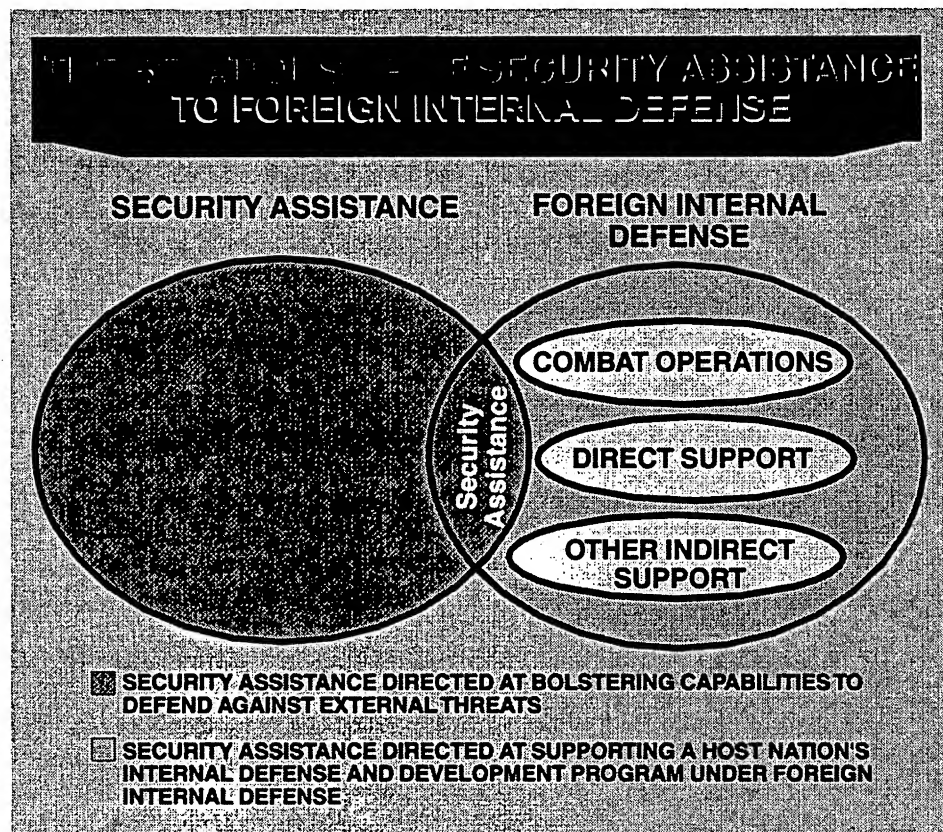 SECURITY ASSISTANCE
TO FOREIGN INTERNAL DEFENSE
SECURITY ASSISTANCE
FOREIGN INTERNAL
DEFENSE
COMBAT OPERATIONS
Security
Assistance
DIRECT SUPPORT
OTHER INDIRECT
SUPPORT
SECURITY ASSISTANCE DIRECTED AT BOLSTERING CAPABILITIES TO
DEFEND AGAINST EXTERNAL THREATS
SECURITY ASSISTANCE DIRECTED AT SUPPORTING A HOST NATION'S
INTERNAL DEFENSE AND DEVELOPMENT PROGRAM UNDER FOREIGN
INTERNAL DEFENSE